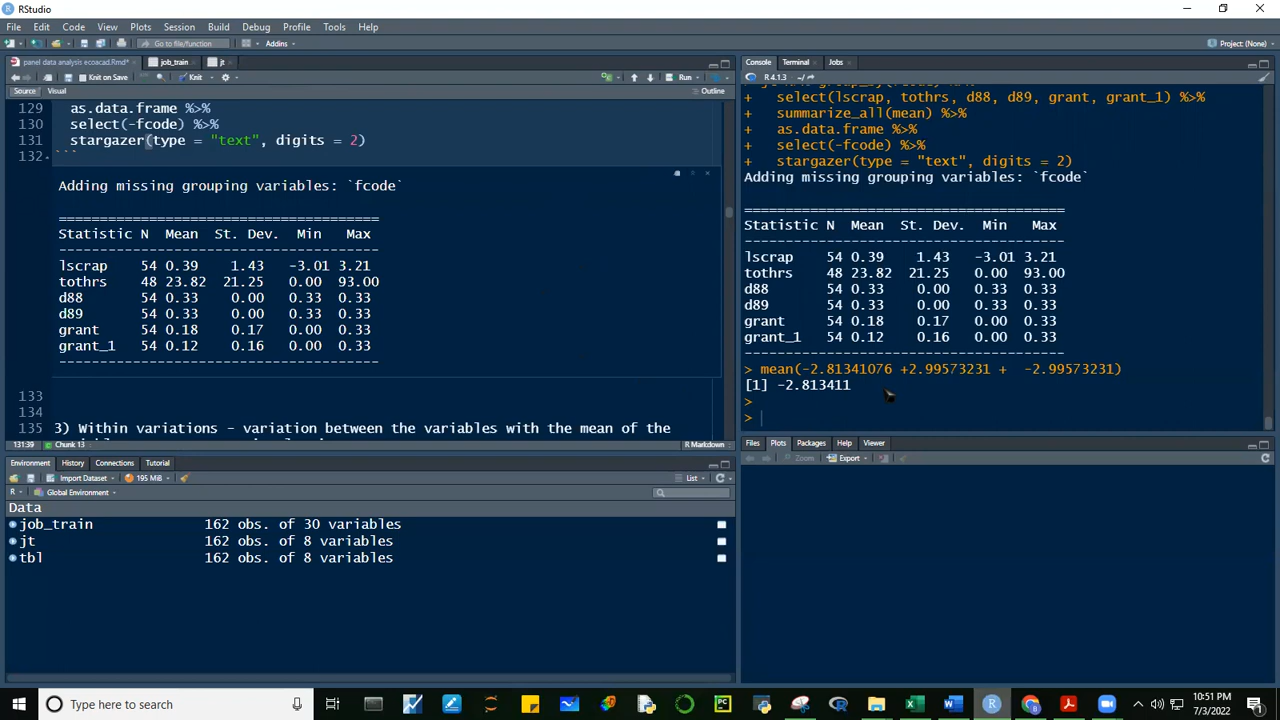 RStudio
File Edit Code View Plots Session Build Debug Profile Tools Help
Go to file/function Addins Project: (None)
panel data analysis ecoacad.Rmd* job_train jt
Knit on Save Knit Run
Source Visual Outline
129 as.data.frame %>%
130 select(-fcode) %>%
131 stargazer(type = "text", digits = 2)
132 ```
Adding missing grouping variables: `fcode`
========================================
Statistic N Mean St. Dev. Min Max
----------------------------------------
lscrap 54 0.39 1.43 -3.01 3.21
tothrs 48 23.82 21.25 0.00 93.00
d88 54 0.33 0.00 0.33 0.33
d89 54 0.33 0.00 0.33 0.33
grant 54 0.18 0.17 0.00 0.33
grant_1 54 0.12 0.16 0.00 0.33
----------------------------------------
133
134
135 3) Within variations - variation between the variables with the mean of the
131:39 Chunk 13 R Markdown
Environment History Connections Tutorial
Import Dataset 195 MiB List
R Global Environment
Data
job_train 162 obs. of 30 variables
jt 162 obs. of 8 variables
tbl 162 obs. of 8 variables
Console Terminal Jobs
R 4.1.3 · ~/
+ select(lscrap, tothrs, d88, d89, grant, grant_1) %>%
+ summarize_all(mean) %>%
+ as.data.frame %>%
+ select(-fcode) %>%
+ stargazer(type = "text", digits = 2)
Adding missing grouping variables: `fcode`
========================================
Statistic N Mean St. Dev. Min Max
----------------------------------------
lscrap 54 0.39 1.43 -3.01 3.21
tothrs 48 23.82 21.25 0.00 93.00
d88 54 0.33 0.00 0.33 0.33
d89 54 0.33 0.00 0.33 0.33
grant 54 0.18 0.17 0.00 0.33
grant_1 54 0.12 0.16 0.00 0.33
----------------------------------------
> mean(-2.81341076 +2.99573231 + -2.99573231)
[1] -2.813411
>
>
Files Plots Packages Help Viewer
Zoom Export
Type here to search
10:51 PM
7/3/2022